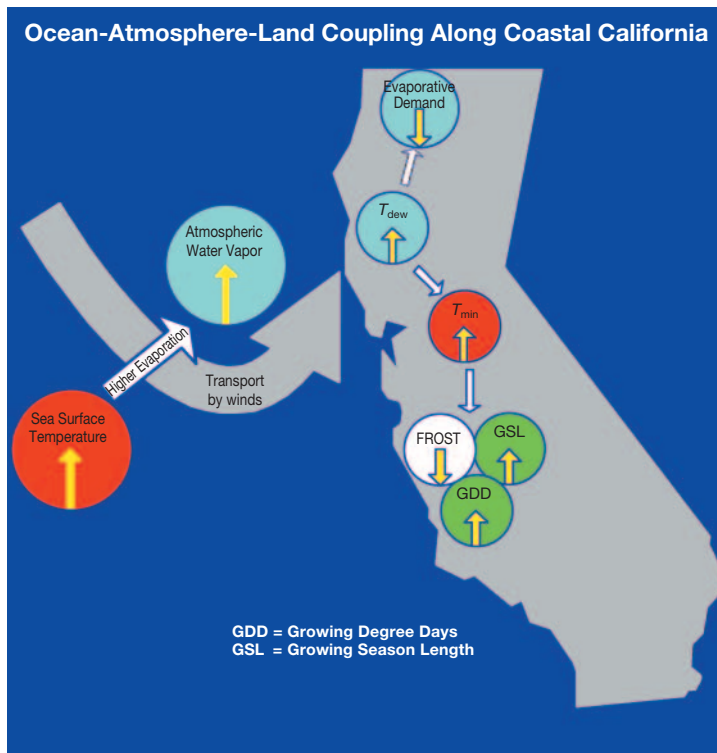 Ocean-Atmosphere-Land Coupling Along Coastal California
Evaporative
Demand
Tdew
Atmospheric
Water Vapor
Tmin
Higher Evaporation
Transport
by winds
Sea Surface
Temperature
FROST
GSL
GDD
GDD = Growing Degree Days
GSL = Growing Season Length